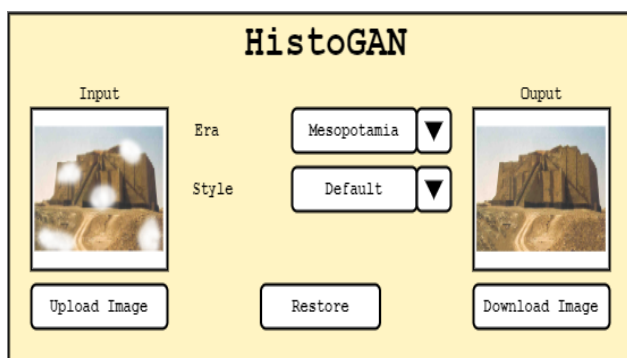 HistoGAN
Input
Ouput
Era
Mesopotamia
Style
Default
Upload Image
Restore
Download Image